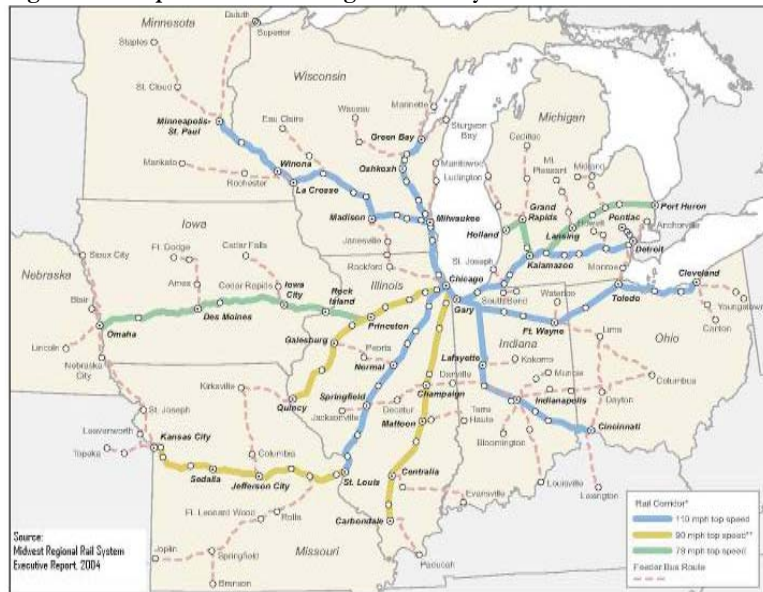 Minnesota
Duluth
Superior
Staples
St. Cloud
Minneapolis-
St. Paul
Mankato
Rochester
Winona
La Crosse
Wisconsin
Eau Claire
Wausau
Marinette
Green Bay
Sturgeon
Bay
Oshkosh
Manitowoc
Madison
Milwaukee
Janesville
Rockford
Michigan
Cadillac
Mt.
Pleasant
Midland
Ludington
Grand
Rapids
Holland
Lansing
Port Huron
Pontiac
Anchorville
Detroit
Kalamazoo
St. Joseph
Monroe
Iowa
Sioux City
Ft. Dodge
Cedar Falls
Ames
Cedar Rapids
Iowa
City
Rock
Island
Des Moines
Nebraska
Blair
Omaha
Lincoln
Nebraska
City
Illinois
Chicago
Gary
South Bend
Princeton
Galesburg
Peoria
Normal
Quincy
Springfield
Jacksonville
Decatur
Danville
Champaign
Mattoon
Centralia
Carbondale
Indiana
Waterloo
Ft. Wayne
Lafayette
Kokomo
Muncie
Indianapolis
Terre
Haute
Bloomington
Evansville
Louisville
Lexington
Paducah
Ohio
Toledo
Cleveland
Youngstown
Canton
Lima
Columbus
Dayton
Cincinnati
Kirksville
St. Joseph
Leavenworth
Topeka
Kansas City
Sedalia
Columbia
Jefferson City
St. Louis
Ft. Leonard Wood
Rolla
Missouri
Joplin
Springfield
Branson
Source:
Midwest Regional Rail System
Executive Report, 2004
Rail Corridor*
110 mph top speed
90 mph top speed**
79 mph top speed
Feeder Bus Route